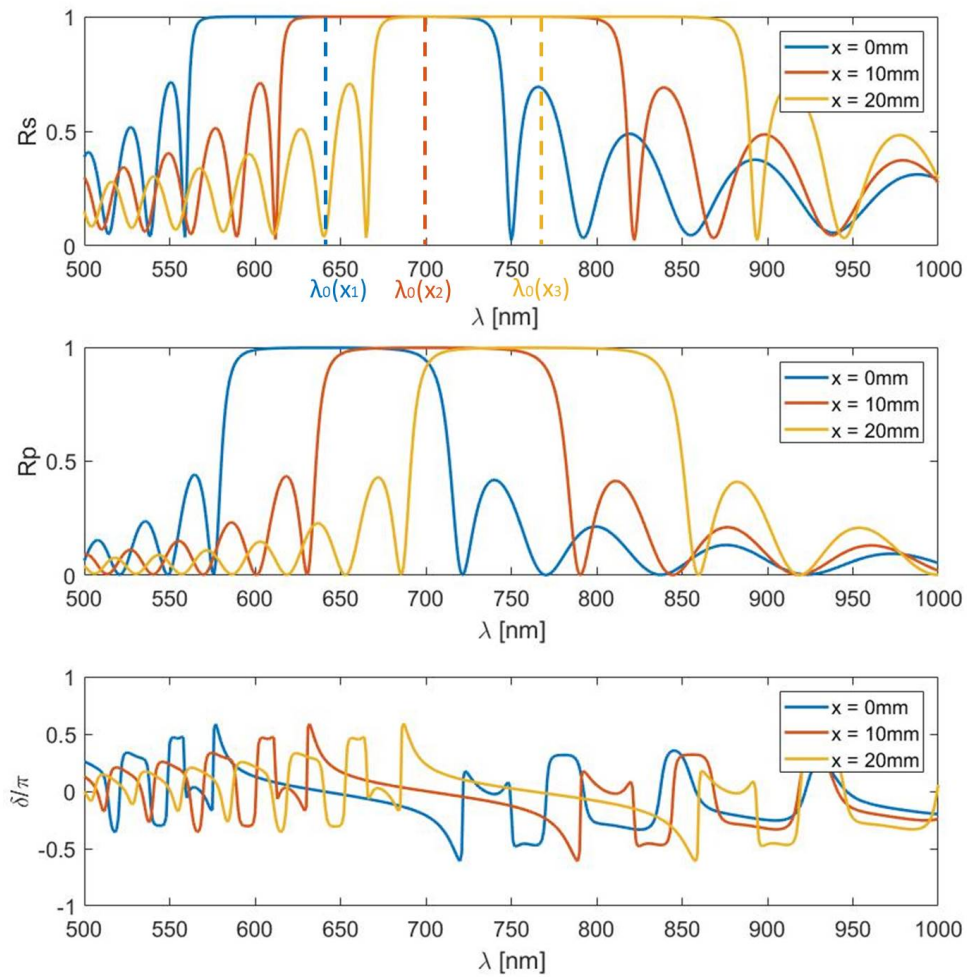 1
0.5
0
Rs
x = 0mm
x = 10mm
x = 20mm
500 550 600 650 700 750 800 850 900 950 1000
λ₀(x₁) λ₀(x₂) λ₀(x₃)
λ [nm]
1
0.5
0
Rp
x = 0mm
x = 10mm
x = 20mm
500 550 600 650 700 750 800 850 900 950 1000
λ [nm]
1
0.5
0
-0.5
-1
δ/π
x = 0mm
x = 10mm
x = 20mm
500 550 600 650 700 750 800 850 900 950 1000
λ [nm]